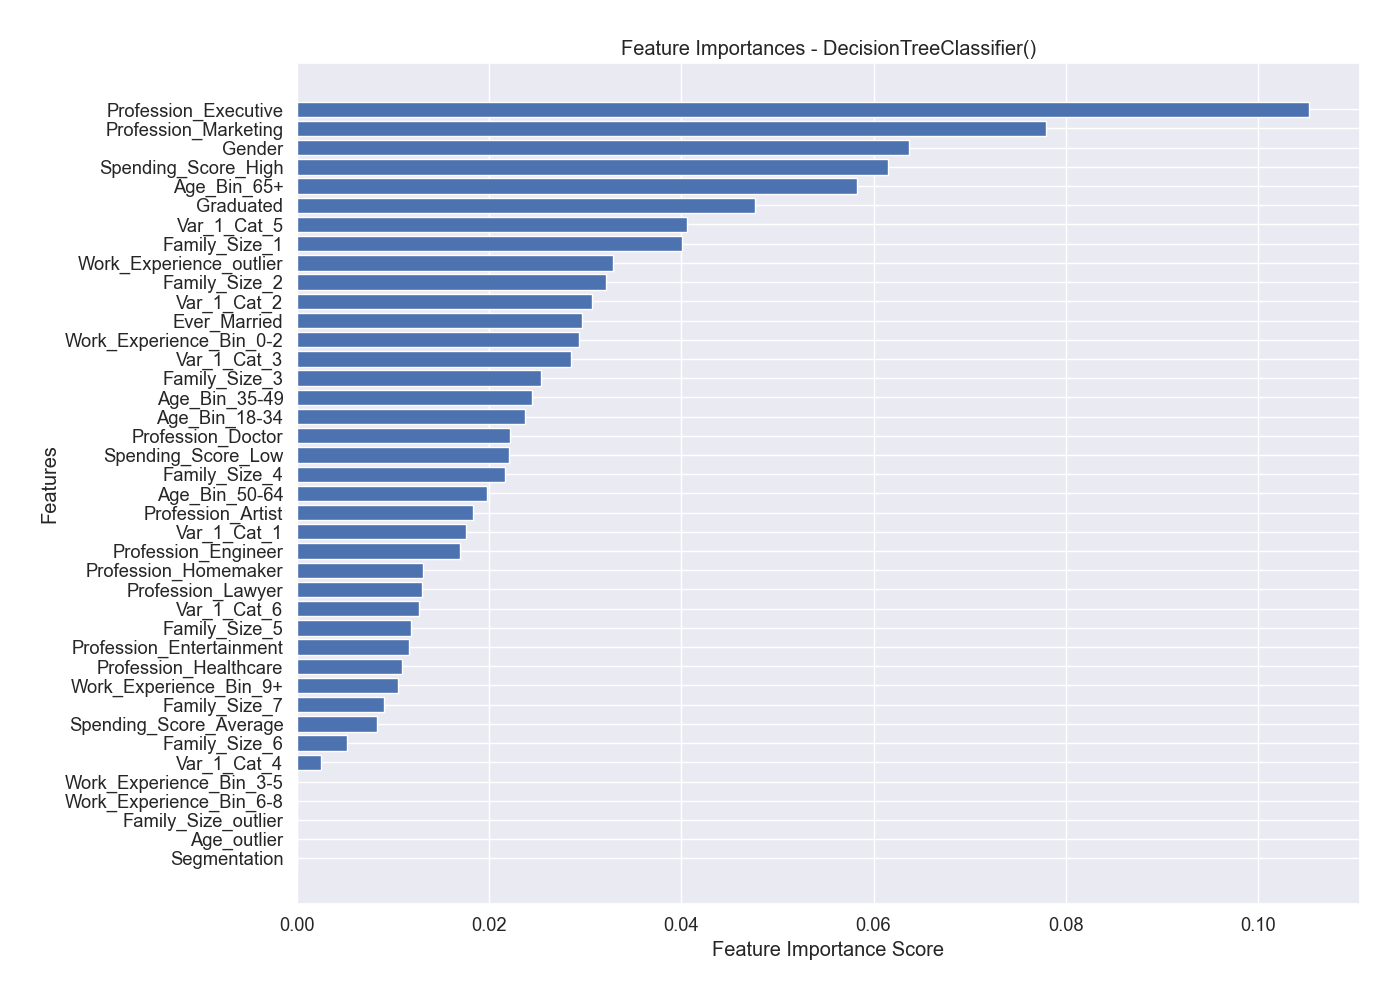 Feature Importances - DecisionTreeClassifier()
Profession_Executive
Profession_Marketing
Gender
Spending_Score_High
Age_Bin_65+
Graduated
Var_1_Cat_5
Family_Size_1
Work_Experience_outlier
Family_Size_2
Var_1_Cat_2
Ever_Married
Work_Experience_Bin_0-2
Var_1_Cat_3
Family_Size_3
Age_Bin_35-49
Age_Bin_18-34
Profession_Doctor
Spending_Score_Low
Family_Size_4
Age_Bin_50-64
Profession_Artist
Var_1_Cat_1
Profession_Engineer
Profession_Homemaker
Profession_Lawyer
Var_1_Cat_6
Family_Size_5
Profession_Entertainment
Profession_Healthcare
Work_Experience_Bin_9+
Family_Size_7
Spending_Score_Average
Family_Size_6
Var_1_Cat_4
Work_Experience_Bin_3-5
Work_Experience_Bin_6-8
Family_Size_outlier
Age_outlier
Segmentation
Features
0.00 0.02 0.04 0.06 0.08 0.10
Feature Importance Score